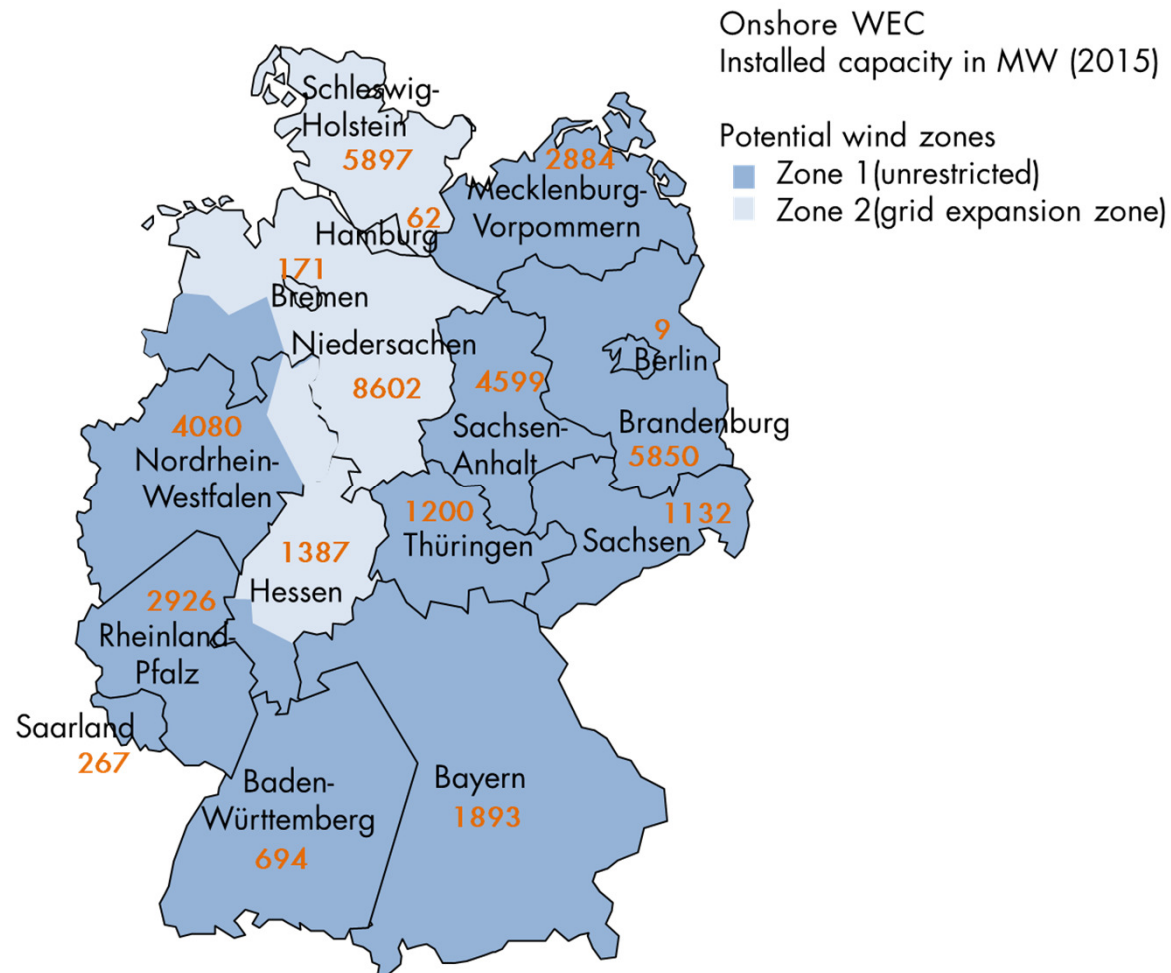 Onshore WEC
Installed capacity in MW (2015)
Potential wind zones
Zone 1(unrestricted)
Zone 2(grid expansion zone)
Schleswig-
Holstein
5897
2884
Mecklenburg-
Vorpommern
62
Hamburg
171
Bremen
Niedersachen
8602
9
Berlin
4599
Sachsen-
Anhalt
Brandenburg
5850
4080
Nordrhein-
Westfalen
1200
Thüringen
1132
Sachsen
1387
Hessen
2926
Rheinland-
Pfalz
Saarland
267
Baden-
Württemberg
694
Bayern
1893